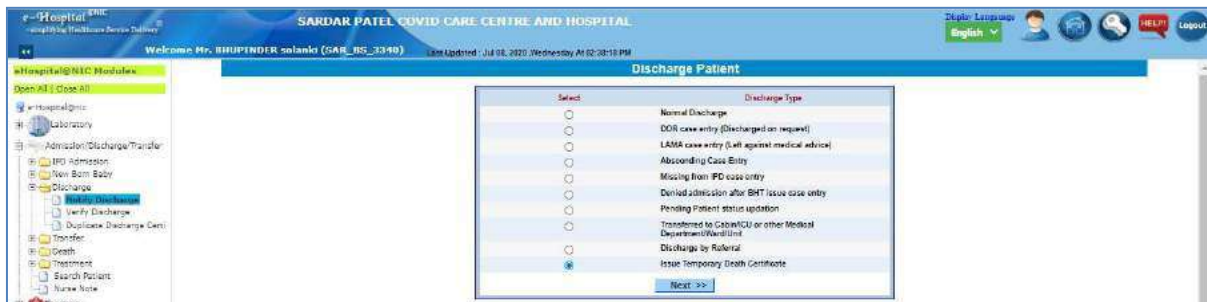 e-Hospital @NIC
SARDAR PATEL COVID CARE CENTRE AND HOSPITAL
Display Language
English
HELP!
Logout
Welcome Mr. BHUPINDER solanki (SAR_BS_3340)
Last Updated : Jul 08, 2020 ,Wednesday At 02:38:18 PM
eHospital@NIC Modules
Open All | Close All
e-Hospital@nic
Laboratory
Admission/Discharge/Transfer
IPD Admission
New Born Baby
Discharge
Notify Discharge
Verify Discharge
Duplicate Discharge Certi
Transfer
Death
Treatment
Search Patient
Nurse Note
Discharge Patient
Select Discharge Type
Normal Discharge
DOR case entry (Discharged on request)
LAMA case entry (Left against medical advice)
Absconding Case Entry
Missing from IPD case entry
Denied admission after BHT issue case entry
Pending Patient status updation
Transferred to Cabin/ICU or other Medical
Department/Ward/Unit
Discharge by Referral
Issue Temporary Death Certificate
Next >>